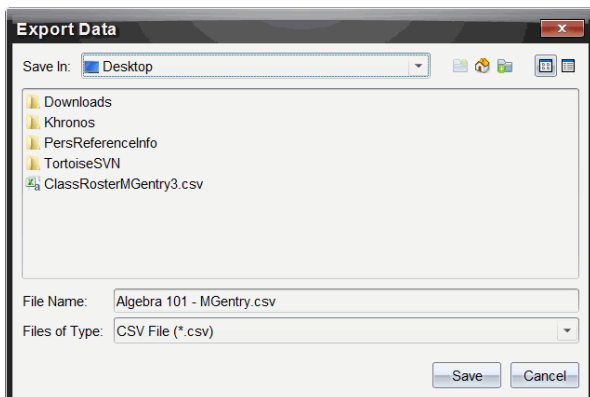 Export Data
Save In: Desktop
Downloads
Khronos
PersReferenceInfo
TortoiseSVN
ClassRosterMGentry3.csv
File Name: Algebra 101 - MGentry.csv
Files of Type: CSV File (*.csv)
Save Cancel